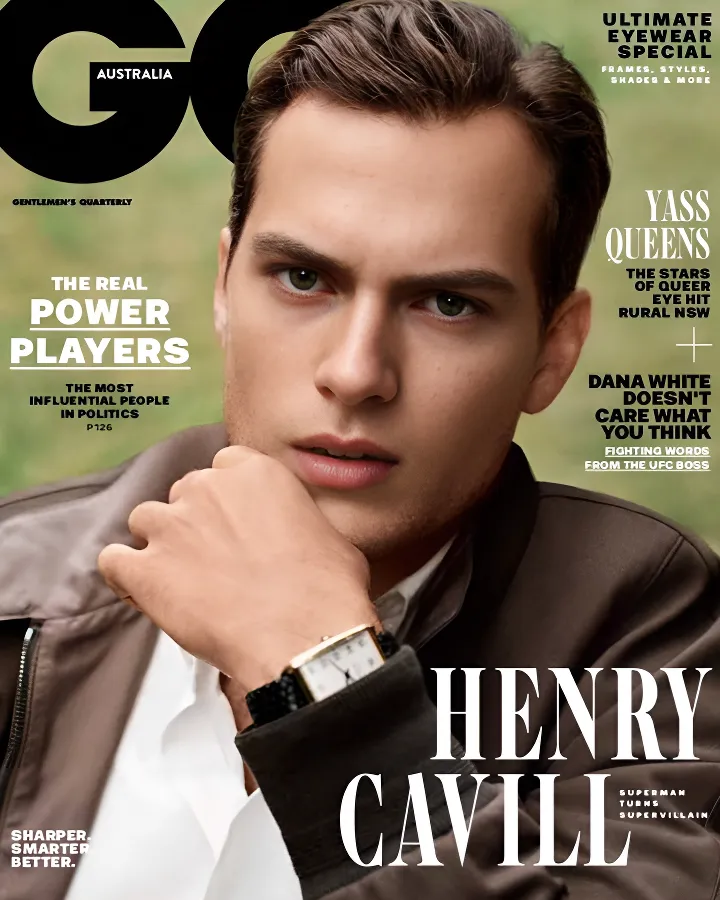 GQ
AUSTRALIA
GENTLEMEN'S QUARTERLY
ULTIMATE
EYEWEAR
SPECIAL
FRAMES, STYLES,
SHADES & MORE
YASS
QUEENS
THE STARS
OF QUEER
EYE HIT
RURAL NSW
THE REAL
POWER
PLAYERS
THE MOST
INFLUENTIAL PEOPLE
IN POLITICS
P126
DANA WHITE
DOESN'T
CARE WHAT
YOU THINK
FIGHTING WORDS
FROM THE UFC BOSS
HENRY
CAVILL
SUPERMAN
TURNS
SUPERVILLAIN
SHARPER.
SMARTER
BETTER.